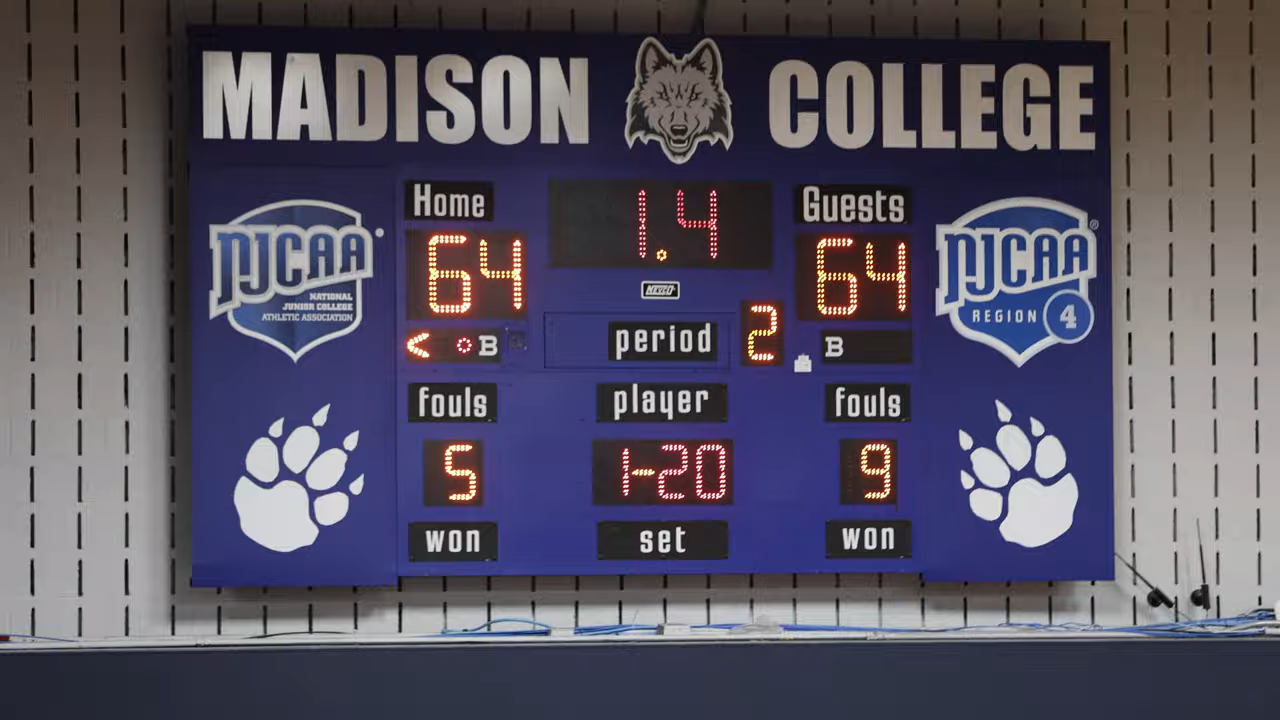 MADISON COLLEGE
Home 1.4 Guests
64 64
NJCAA
NATIONAL
JUNIOR COLLEGE
ATHLETIC ASSOCIATION
NJCAA ®
REGION 4
< B period 2 B
fouls player fouls
5 1-20 9
won set won